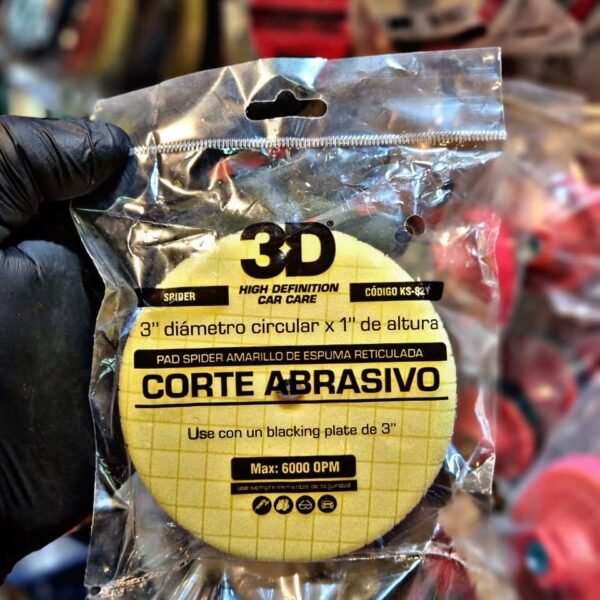 3D®
HIGH DEFINITION
CAR CARE
SPIDER
CÓDIGO KS-82Y
3" diámetro circular x 1" de altura
PAD SPIDER AMARILLO DE ESPUMA RETICULADA
CORTE ABRASIVO
Use con un blacking plate de 3"
Max: 6000 OPM
use siempre elementos de seguridad